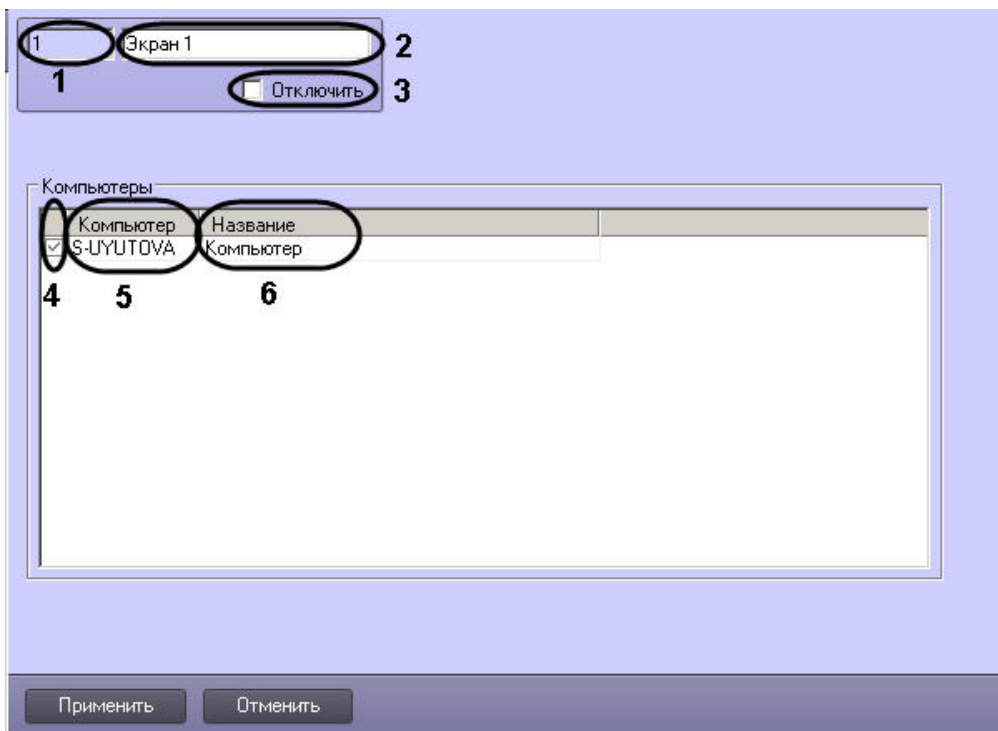 1 Экран 1 2
1 Отключить 3
Компьютеры
Компьютер Название
S-UYUTOVA Компьютер
4 5 6
Применить Отменить